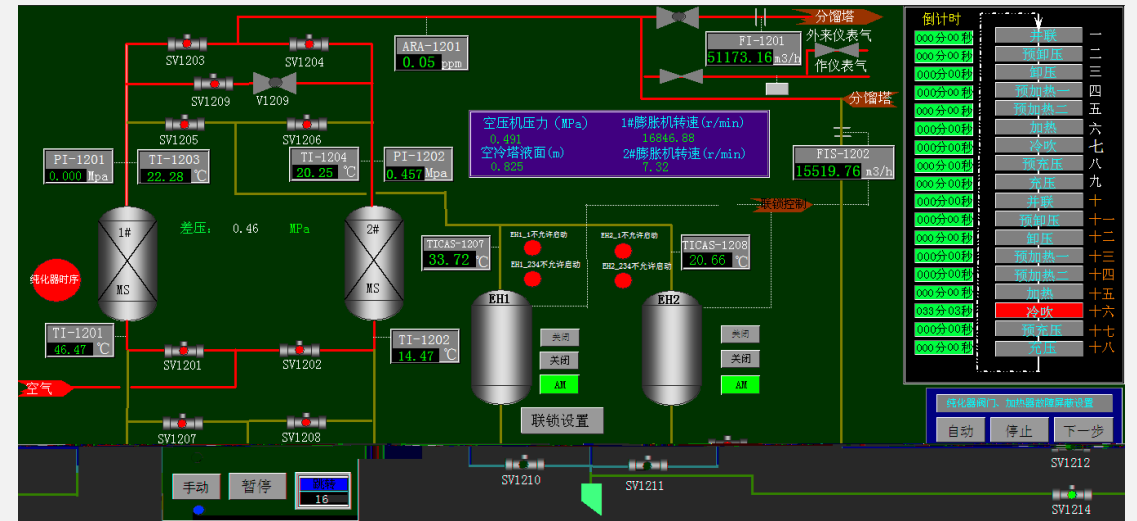 分馏塔
倒计时
ARA-1201
0.05 ppm
FI-1201
51173.16 m3/h
外来仪表气
作仪表气
SV1203
SV1204
SV1209
V1209
分馏塔
空压机压力(MPa)
0.491
1#膨胀机转速(r/min)
16846.88
空冷塔液面(m)
0.825
2#膨胀机转速(r/min)
7.32
SV1205
SV1206
PI-1201
0.000 Mpa
TI-1203
22.28 ℃
TI-1204
20.25 ℃
PI-1202
0.457 Mpa
FIS-1202
15519.76 m3/h
联锁控制
1#
MS
差压: 0.46 MPa
2#
MS
纯化器时序
TICAS-1207
33.72 ℃
EH1_1不允许启动
EH1_234不允许启动
EH2_1不允许启动
EH2_234不允许启动
TICAS-1208
20.66 ℃
EH1
EH2
TI-1201
46.47 ℃
TI-1202
14.47 ℃
SV1201
SV1202
空气
关闭
关闭
AM
关闭
关闭
AM
联锁设置
SV1207
SV1208
000分00秒 并联 一
000分00秒 预卸压 二
000分00秒 卸压 三
000分00秒 预加热一 四
000分00秒 预加热二 五
000分00秒 加热 六
000分00秒 冷吹 七
000分00秒 预充压 八
000分00秒 充压 九
000分00秒 并联 十
000分00秒 预卸压 十一
000分00秒 卸压 十二
000分00秒 预加热一 十三
000分00秒 预加热二 十四
000分00秒 加热 十五
033分03秒 冷吹 十六
000分00秒 预充压 十七
000分00秒 充压 十八
纯化器阀门、加热器故障屏蔽设置
自动
停止
下一步
手动
暂停
16
SV1210
SV1211
SV1212
SV1214